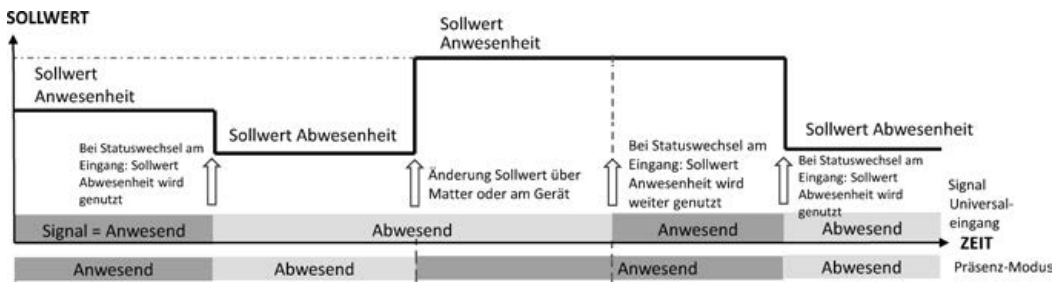 SOLLWERT
Sollwert
Anwesenheit
Sollwert
Anwesenheit
Sollwert Abwesenheit
Sollwert Abwesenheit
Bei Statuswechsel am
Eingang: Sollwert
Abwesenheit wird
genutzt
Änderung Sollwert über
Matter oder am Gerät
Bei Statuswechsel am
Eingang: Sollwert
Anwesenheit wird
weiter genutzt
Bei Statuswechsel am
Eingang: Sollwert
Abwesenheit wird
genutzt
Signal
Universal-
eingang
Signal = Anwesend
Abwesend
Anwesend
Abwesend
ZEIT
Anwesend
Abwesend
Anwesend
Abwesend
Präsenz-Modus